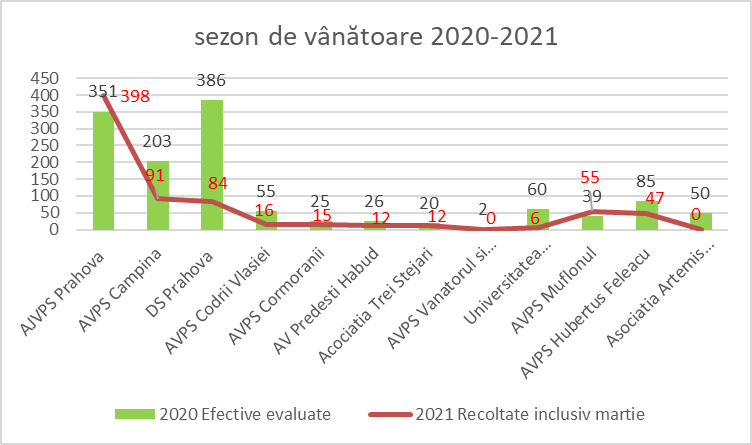 sezon de vânătoare 2020-2021
450
400
350
300
250
200
150
100
50
0
351
203
386
55
25
26
20
2
60
39
85
50
398
91
84
16
15
12
12
0
6
55
47
0
AJVPS Prahova
AVPS Campina
DS Prahova
AVPS Codrii Vlasiei
AVPS Cormoranii
AV Predesti Habud
Acociatia Trei Stejari
AVPS Vanatorul si...
Universitatea...
AVPS Muflonul
AVPS Hubertus Feleacu
Asociatia Artemis...
2020 Efective evaluate
2021 Recoltate inclusiv martie